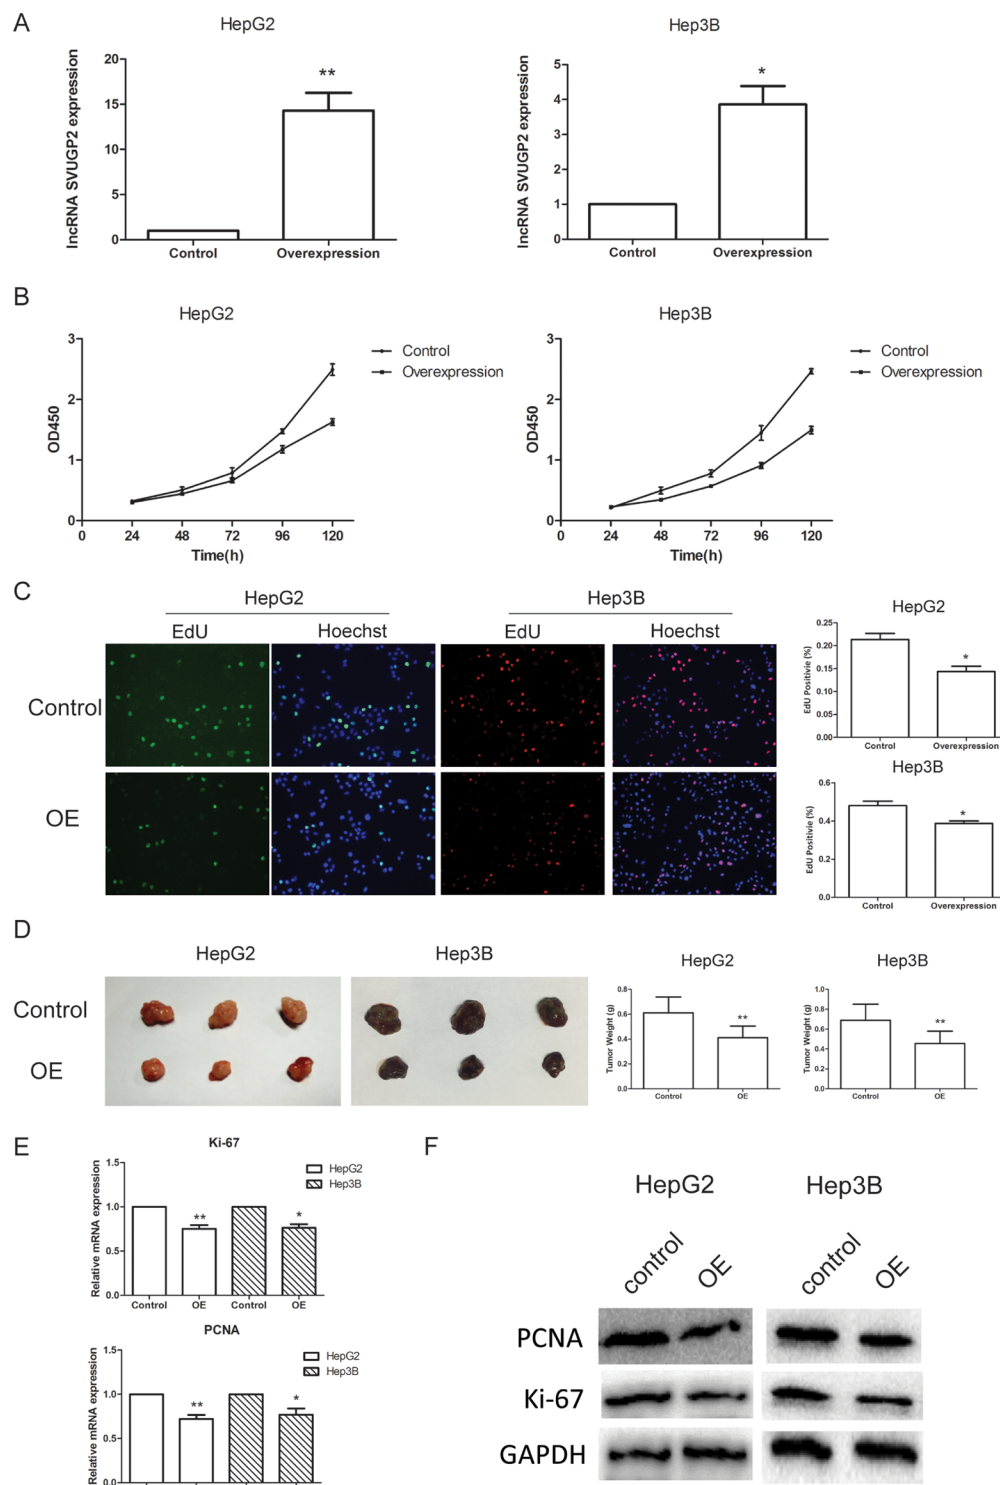 A
HepG2
Hep3B
lncRNA SVUGP2 expression
20
15
10
5
0
**
Control
Overexpression
lncRNA SVUGP2 expression
5
4
3
2
1
0
*
Control
Overexpression
B
HepG2
Hep3B
OD450
3
2
1
0
0 24 48 72 96 120
Time(h)
Control
Overexpression
OD450
3
2
1
0
0 24 48 72 96 120
Time(h)
Control
Overexpression
C
HepG2
Hep3B
EdU Hoechst EdU Hoechst
Control
OE
HepG2
EdU Positivie (%)
0.25
0.20
0.15
0.10
0.05
0.00
*
Control Overexpression
Hep3B
EdU Positivie (%)
0.6
0.4
0.2
0.0
*
Control Overexpression
D
HepG2
Hep3B
Control
OE
HepG2
Tumor Weight (g)
0.8
0.6
0.4
0.2
0.0
**
Control OE
Hep3B
Tumor Weight (g)
1.0
0.8
0.6
0.4
0.2
0.0
**
Control OE
E
Ki-67
Relative mRNA expression
1.5
1.0
0.5
0.0
HepG2
Hep3B
** *
Control OE Control OE
PCNA
Relative mRNA expression
1.5
1.0
0.5
0.0
HepG2
Hep3B
** *
F
HepG2 Hep3B
control OE control OE
PCNA
Ki-67
GAPDH